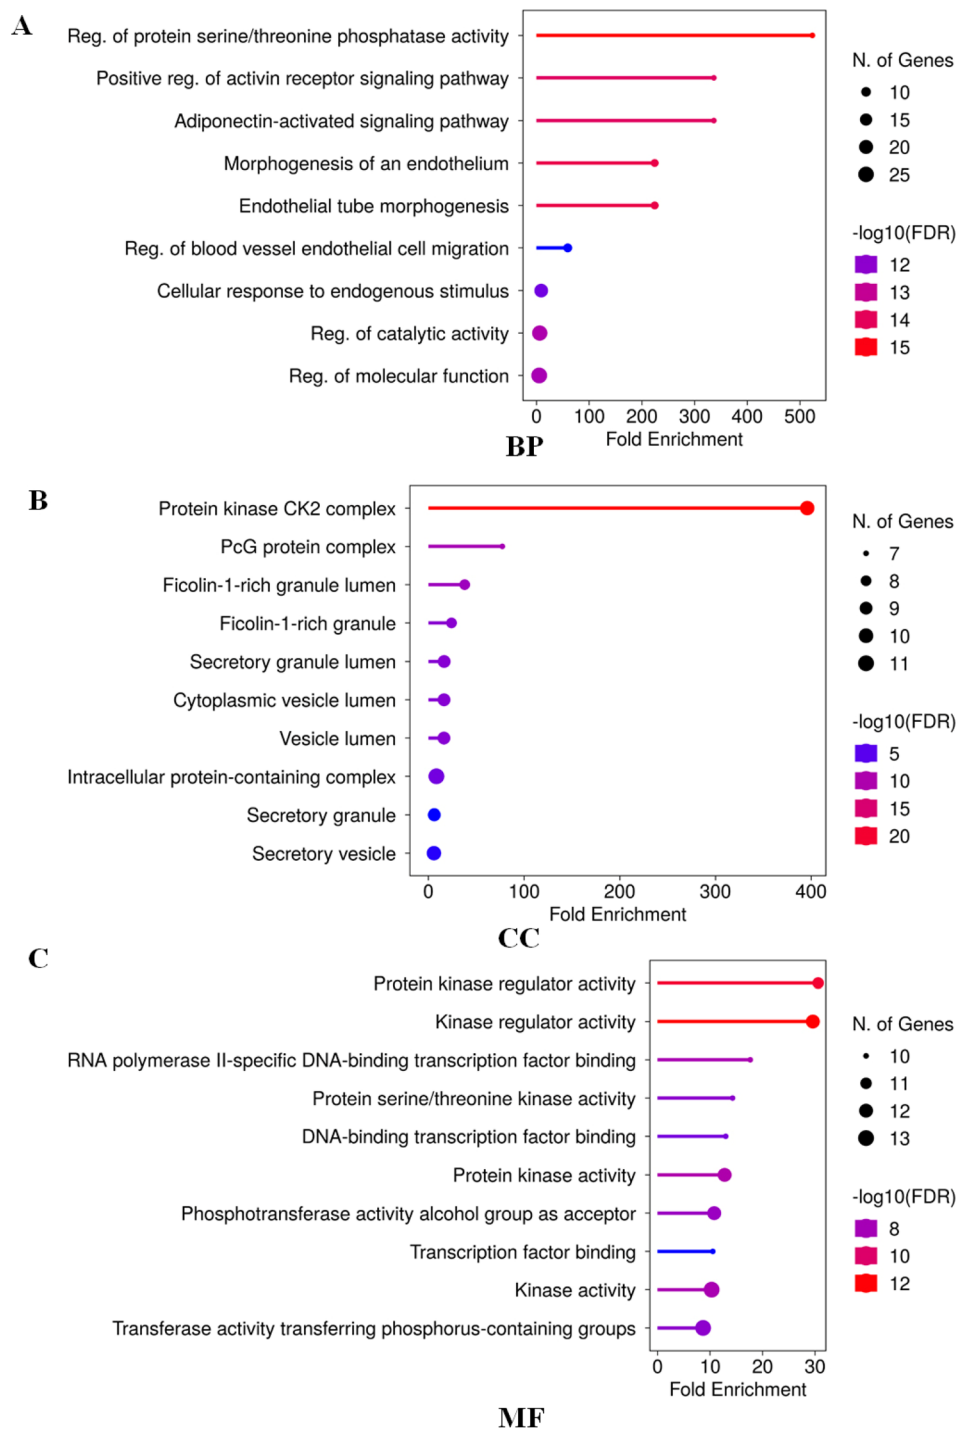 A
Reg. of protein serine/threonine phosphatase activity
Positive reg. of activin receptor signaling pathway
Adiponectin-activated signaling pathway
Morphogenesis of an endothelium
Endothelial tube morphogenesis
Reg. of blood vessel endothelial cell migration
Cellular response to endogenous stimulus
Reg. of catalytic activity
Reg. of molecular function
0 100 200 300 400 500
Fold Enrichment
BP
N. of Genes
10
15
20
25
-log10(FDR)
12
13
14
15
B
Protein kinase CK2 complex
PcG protein complex
Ficolin-1-rich granule lumen
Ficolin-1-rich granule
Secretory granule lumen
Cytoplasmic vesicle lumen
Vesicle lumen
Intracellular protein-containing complex
Secretory granule
Secretory vesicle
0 100 200 300 400
Fold Enrichment
CC
N. of Genes
7
8
9
10
11
-log10(FDR)
5
10
15
20
C
Protein kinase regulator activity
Kinase regulator activity
RNA polymerase II-specific DNA-binding transcription factor binding
Protein serine/threonine kinase activity
DNA-binding transcription factor binding
Protein kinase activity
Phosphotransferase activity alcohol group as acceptor
Transcription factor binding
Kinase activity
Transferase activity transferring phosphorus-containing groups
0 10 20 30
Fold Enrichment
MF
N. of Genes
10
11
12
13
-log10(FDR)
8
10
12